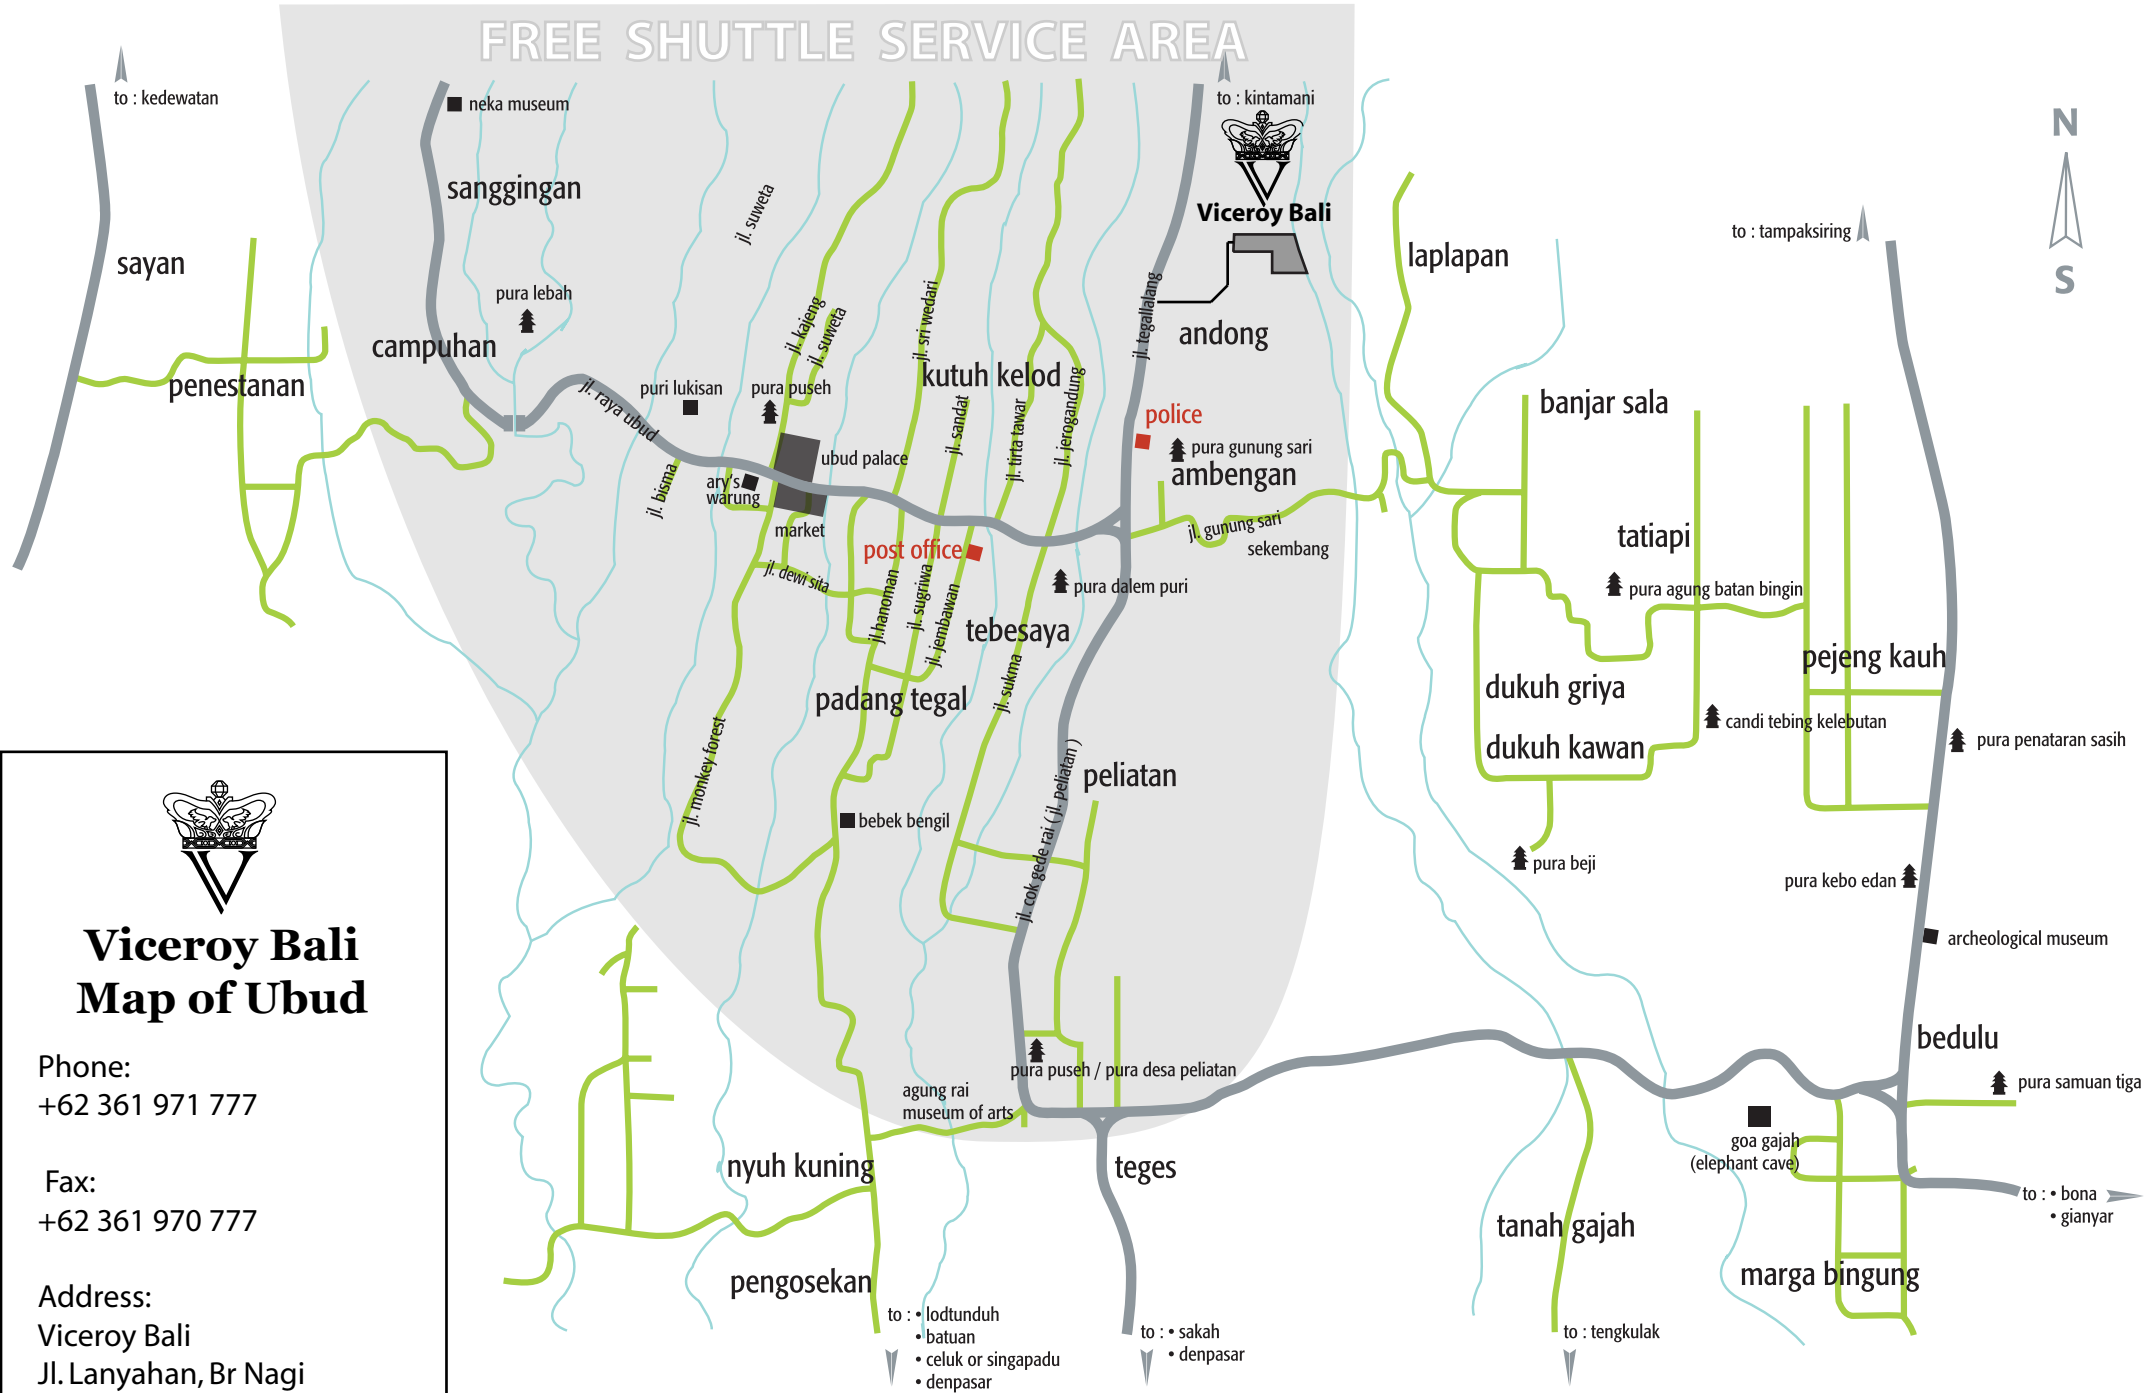 FREE SHUTTLE SERVICE AREA
to : kedewatan
neka museum
to : kintamani
N
S
sanggingan
jl. suweta
Viceroy Bali
to : tampaksiring
sayan
laplapan
pura lebah
jl. kajeng
jl. suweta
jl. sri wedari
jl. tegallalang
andong
campuhan
penestanan
jl. raya ubud
puri lukisan
pura puseh
kutuh kelod
jl. sandat
jl. tirta tawar
jl. jerogandung
police
banjar sala
pura gunung sari
ambengan
ubud palace
ary's
warung
jl. bisma
market
post office
jl. gunung sari
sekembang
tatiapi
jl. dewi sita
jl.hanoman
jl. sugriwa
jl. jembawan
pura dalem puri
pura agung batan bingin
tebesaya
pejeng kauh
jl. sukma
padang tegal
dukuh griya
candi tebing kelebutan
dukuh kawan
pura penataran sasih
jl. monkey forest
jl. cok gede rai ( jl. peliatan )
peliatan
bebek bengil
pura beji
pura kebo edan
archeological museum
bedulu
pura puseh / pura desa peliatan
pura samuan tiga
agung rai
museum of arts
goa gajah
(elephant cave)
nyuh kuning
teges
to : • bona
• gianyar
tanah gajah
pengosekan
marga bingung
to : • lodtunduh
• batuan
• celuk or singapadu
• denpasar
to : • sakah
• denpasar
to : tengkulak
V
Viceroy Bali
Map of Ubud
Phone:
+62 361 971 777
Fax:
+62 361 970 777
Address:
Viceroy Bali
Jl. Lanyahan, Br Nagi